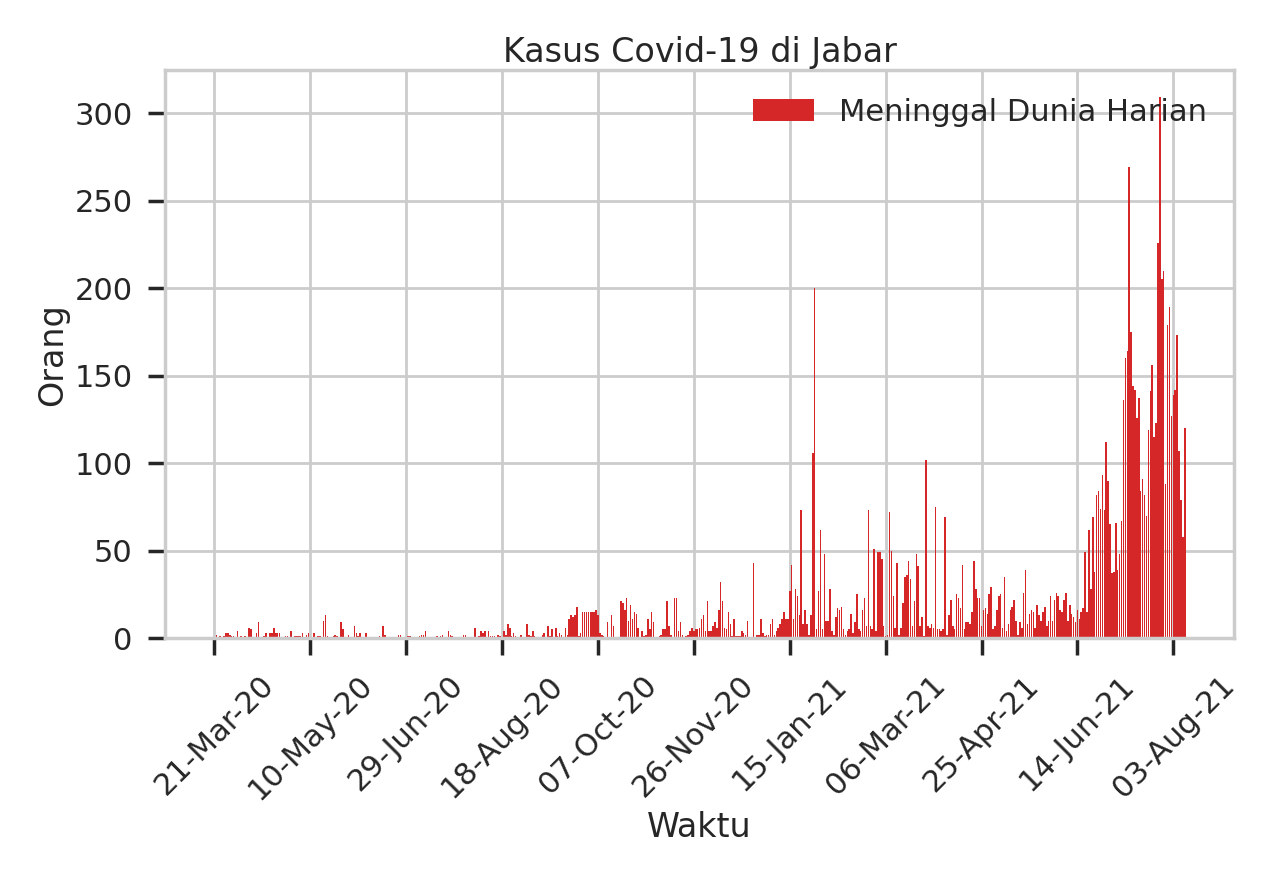 Kasus Covid-19 di Jabar
Meninggal Dunia Harian
Orang
300
250
200
150
100
50
0
21-Mar-20
10-May-20
29-Jun-20
18-Aug-20
07-Oct-20
26-Nov-20
15-Jan-21
06-Mar-21
25-Apr-21
14-Jun-21
03-Aug-21
Waktu